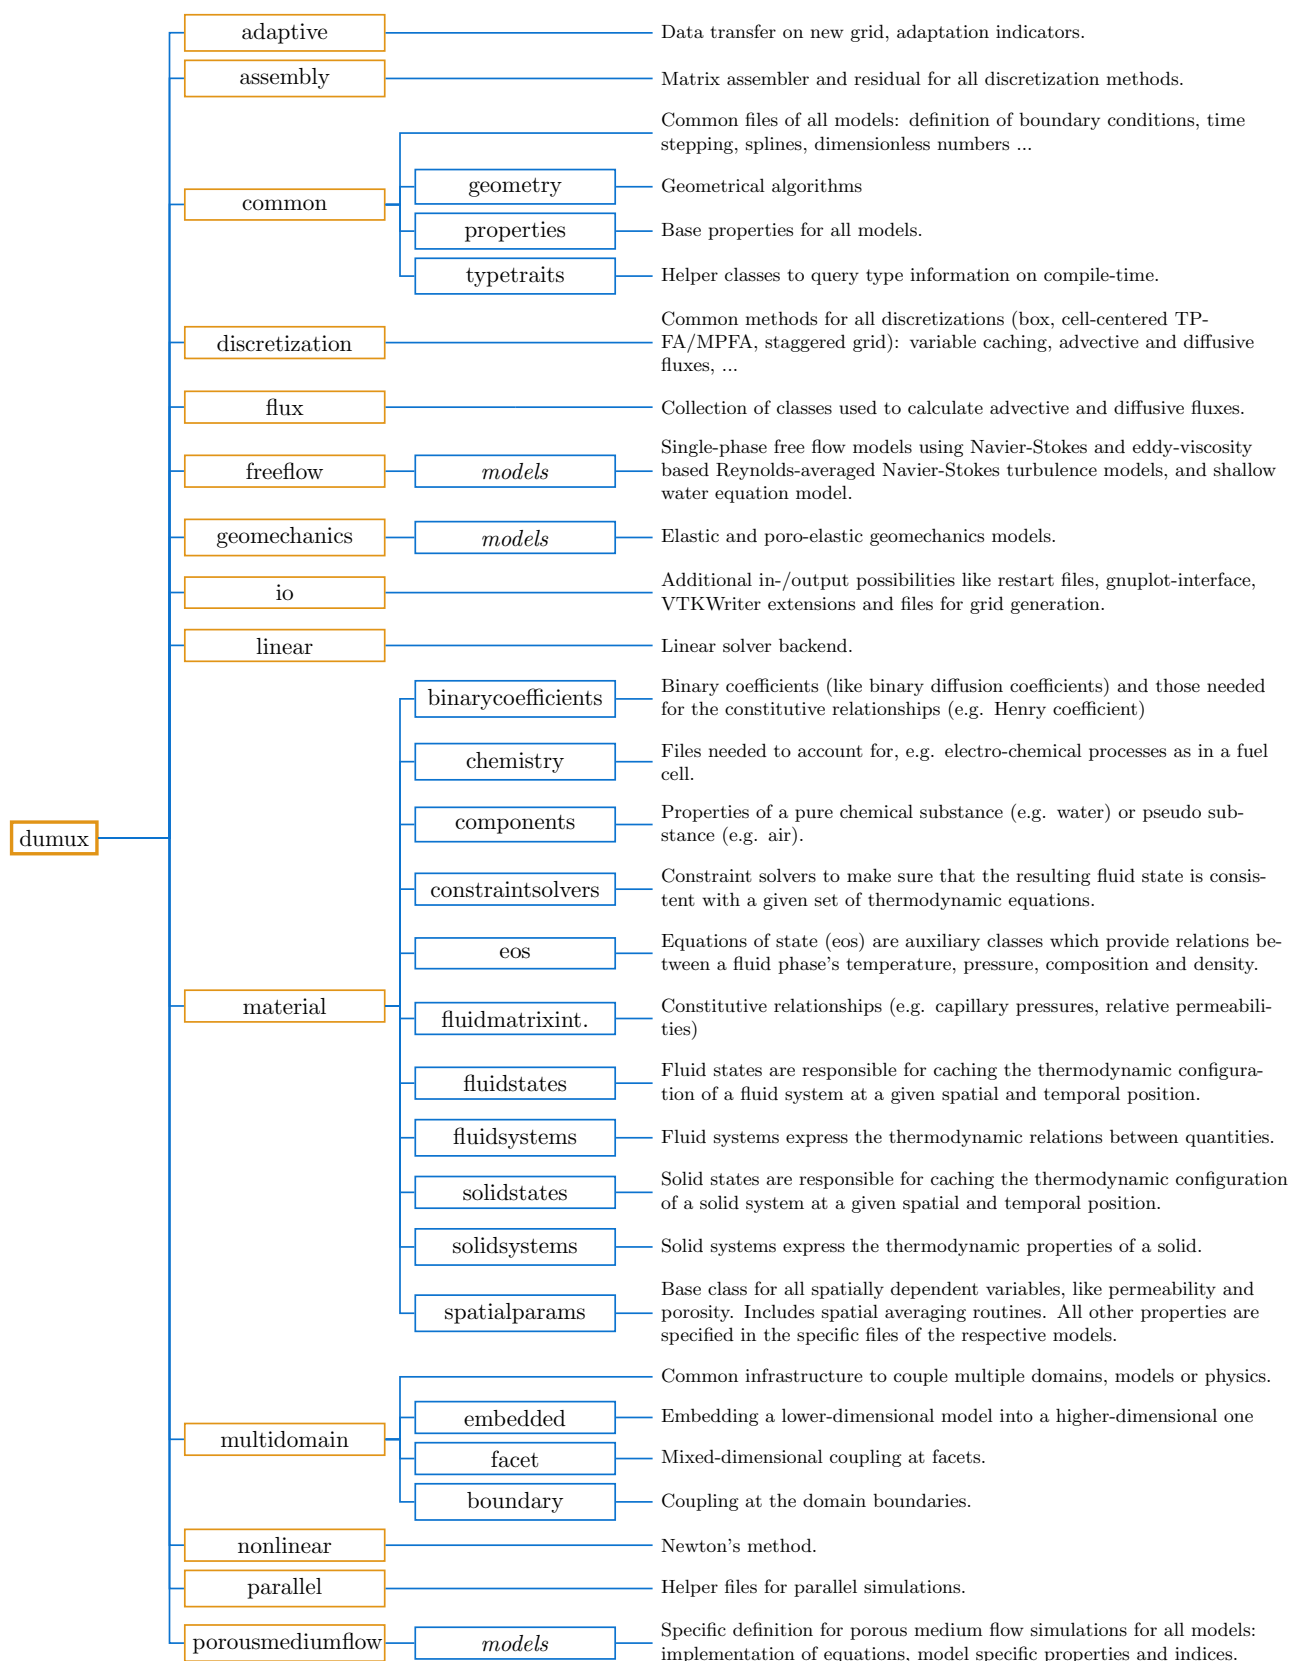 adaptive
Data transfer on new grid, adaptation indicators.
assembly
Matrix assembler and residual for all discretization methods.
common
Common files of all models: definition of boundary conditions, time
stepping, splines, dimensionless numbers ...
geometry
Geometrical algorithms
properties
Base properties for all models.
typetraits
Helper classes to query type information on compile-time.
discretization
Common methods for all discretizations (box, cell-centered TP-
FA/MPFA, staggered grid): variable caching, advective and diffusive
fluxes, ...
flux
Collection of classes used to calculate advective and diffusive fluxes.
freeflow
models
Single-phase free flow models using Navier-Stokes and eddy-viscosity
based Reynolds-averaged Navier-Stokes turbulence models, and shallow
water equation model.
geomechanics
models
Elastic and poro-elastic geomechanics models.
io
Additional in-/output possibilities like restart files, gnuplot-interface,
VTKWriter extensions and files for grid generation.
linear
Linear solver backend.
dumux
material
binarycoefficients
Binary coefficients (like binary diffusion coefficients) and those needed
for the constitutive relationships (e.g. Henry coefficient)
chemistry
Files needed to account for, e.g. electro-chemical processes as in a fuel
cell.
components
Properties of a pure chemical substance (e.g. water) or pseudo sub-
stance (e.g. air).
constraintsolvers
Constraint solvers to make sure that the resulting fluid state is consis-
tent with a given set of thermodynamic equations.
eos
Equations of state (eos) are auxiliary classes which provide relations be-
tween a fluid phase's temperature, pressure, composition and density.
fluidmatrixint.
Constitutive relationships (e.g. capillary pressures, relative permeabili-
ties)
fluidstates
Fluid states are responsible for caching the thermodynamic configura-
tion of a fluid system at a given spatial and temporal position.
fluidsystems
Fluid systems express the thermodynamic relations between quantities.
solidstates
Solid states are responsible for caching the thermodynamic configuration
of a solid system at a given spatial and temporal position.
solidsystems
Solid systems express the thermodynamic properties of a solid.
spatialparams
Base class for all spatially dependent variables, like permeability and
porosity. Includes spatial averaging routines. All other properties are
specified in the specific files of the respective models.
multidomain
Common infrastructure to couple multiple domains, models or physics.
embedded
Embedding a lower-dimensional model into a higher-dimensional one
facet
Mixed-dimensional coupling at facets.
boundary
Coupling at the domain boundaries.
nonlinear
Newton's method.
parallel
Helper files for parallel simulations.
porousmediumflow
models
Specific definition for porous medium flow simulations for all models:
implementation of equations, model specific properties and indices.